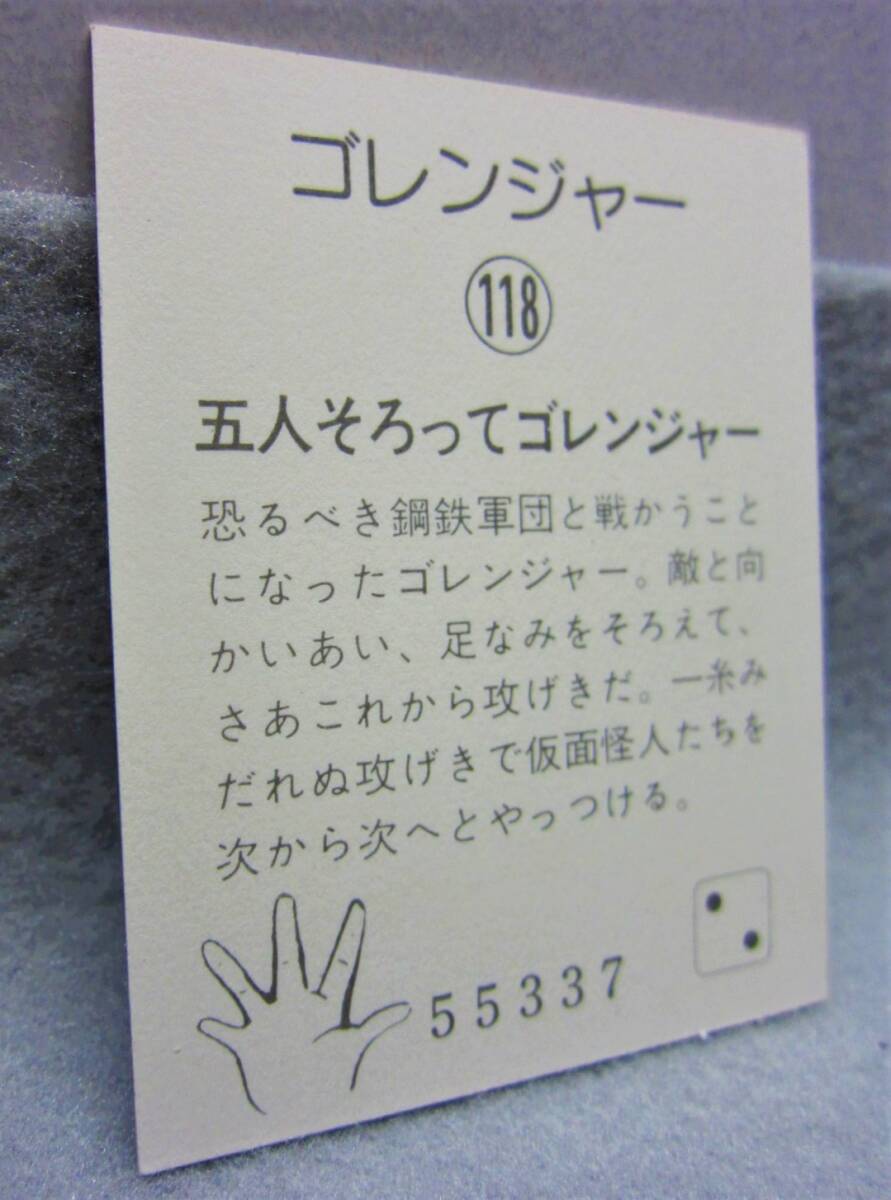 ゴレンジャー
118
五人そろってゴレンジャー
恐るべき鋼鉄軍団と戦かうこと
になったゴレンジャー。敵と向
かいあい、足なみをそろえて、
さあこれから攻げきだ。一糸み
だれぬ攻げきで仮面怪人たちを
次から次へとやっつける。
55337